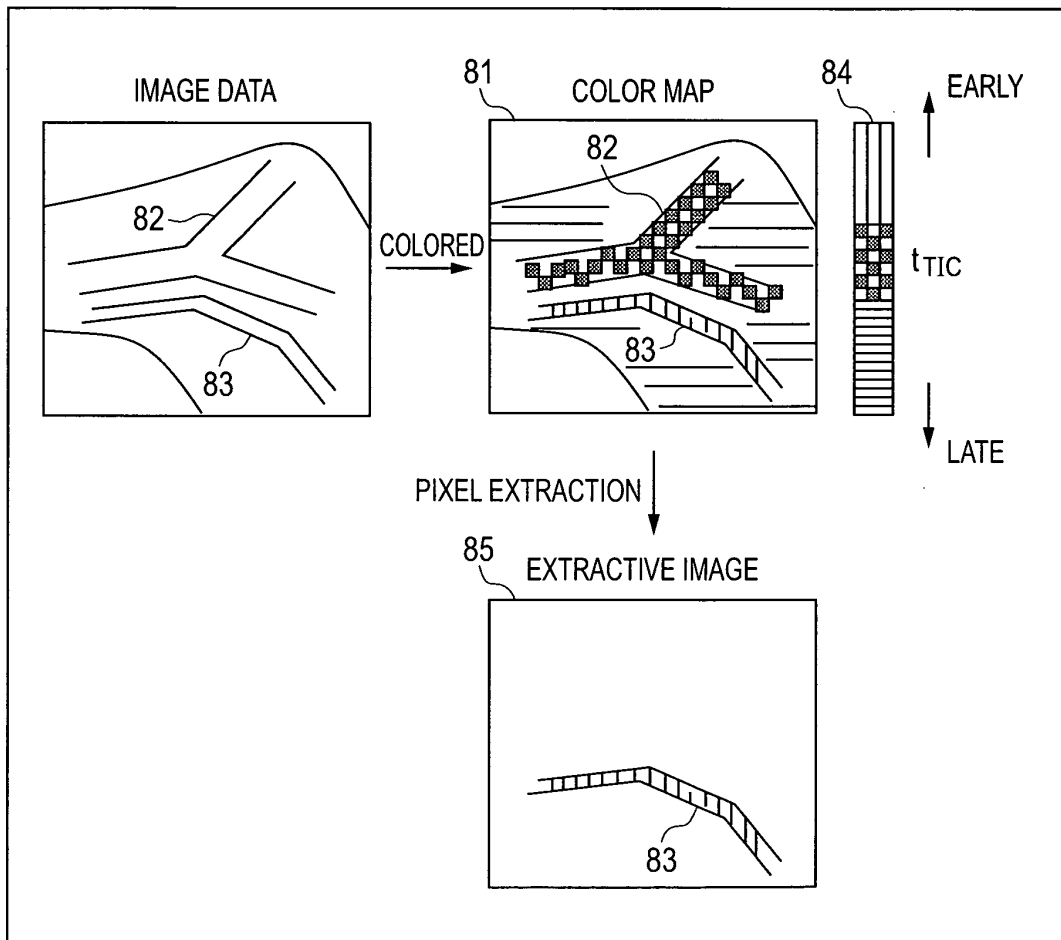 IMAGE DATA
82
83
COLORED
81
COLOR MAP
82
83
84
EARLY
tTIC
LATE
PIXEL EXTRACTION
85
EXTRACTIVE IMAGE
83